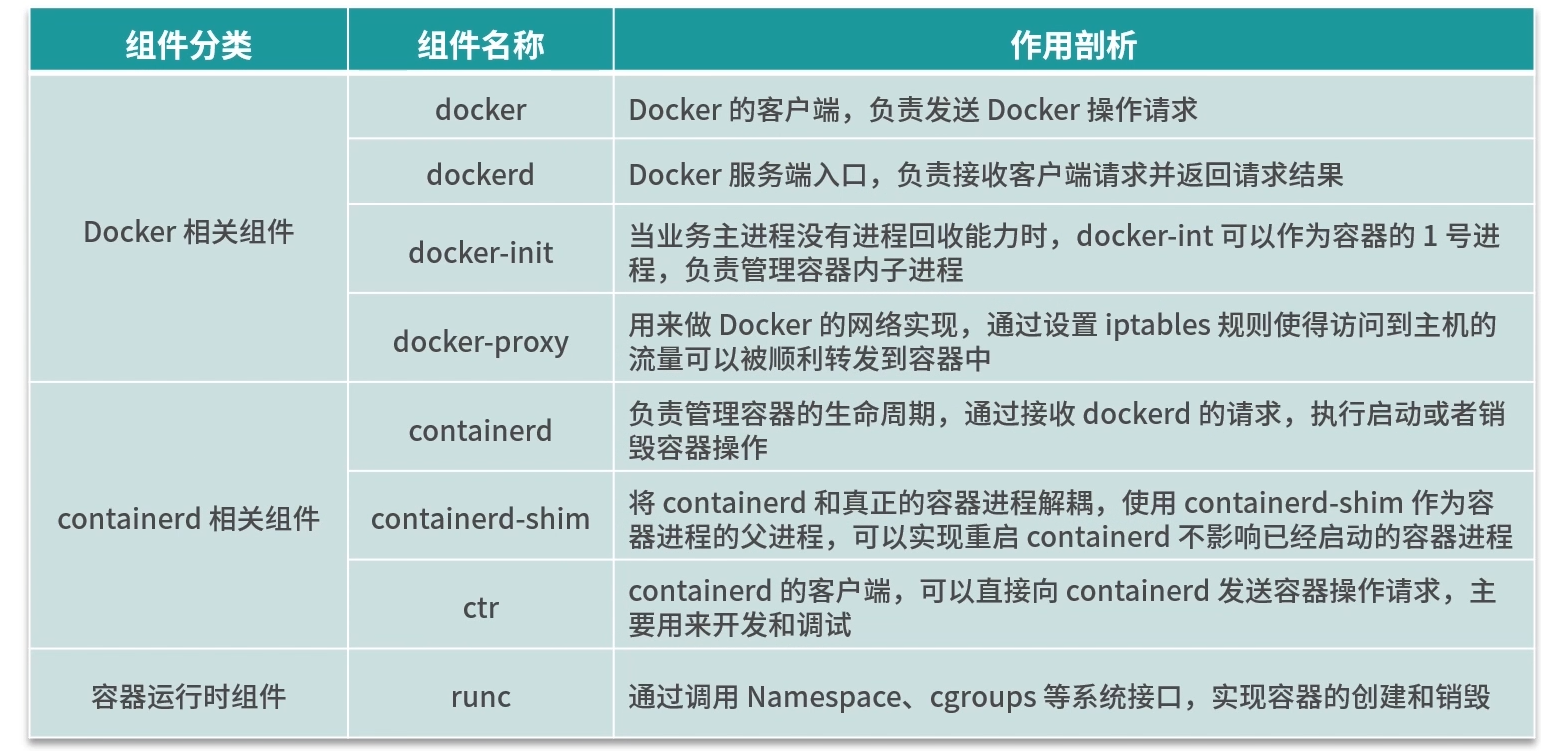 组件分类
组件名称
作用剖析
Docker 相关组件
docker
Docker 的客户端，负责发送 Docker 操作请求
dockerd
Docker 服务端入口，负责接收客户端请求并返回请求结果
docker-init
当业务主进程没有进程回收能力时，docker-int 可以作为容器的 1 号进
程，负责管理容器内子进程
docker-proxy
用来做 Docker 的网络实现，通过设置 iptables 规则使得访问到主机的
流量可以被顺利转发到容器中
containerd 相关组件
containerd
负责管理容器的生命周期，通过接收 dockerd 的请求，执行启动或者销
毁容器操作
containerd-shim
将 containerd 和真正的容器进程解耦，使用 containerd-shim 作为容
器进程的父进程，可以实现重启 containerd 不影响已经启动的容器进程
ctr
containerd 的客户端，可以直接向 containerd 发送容器操作请求，主
要用来开发和调试
容器运行时组件
runc
通过调用 Namespace、cgroups 等系统接口，实现容器的创建和销毁